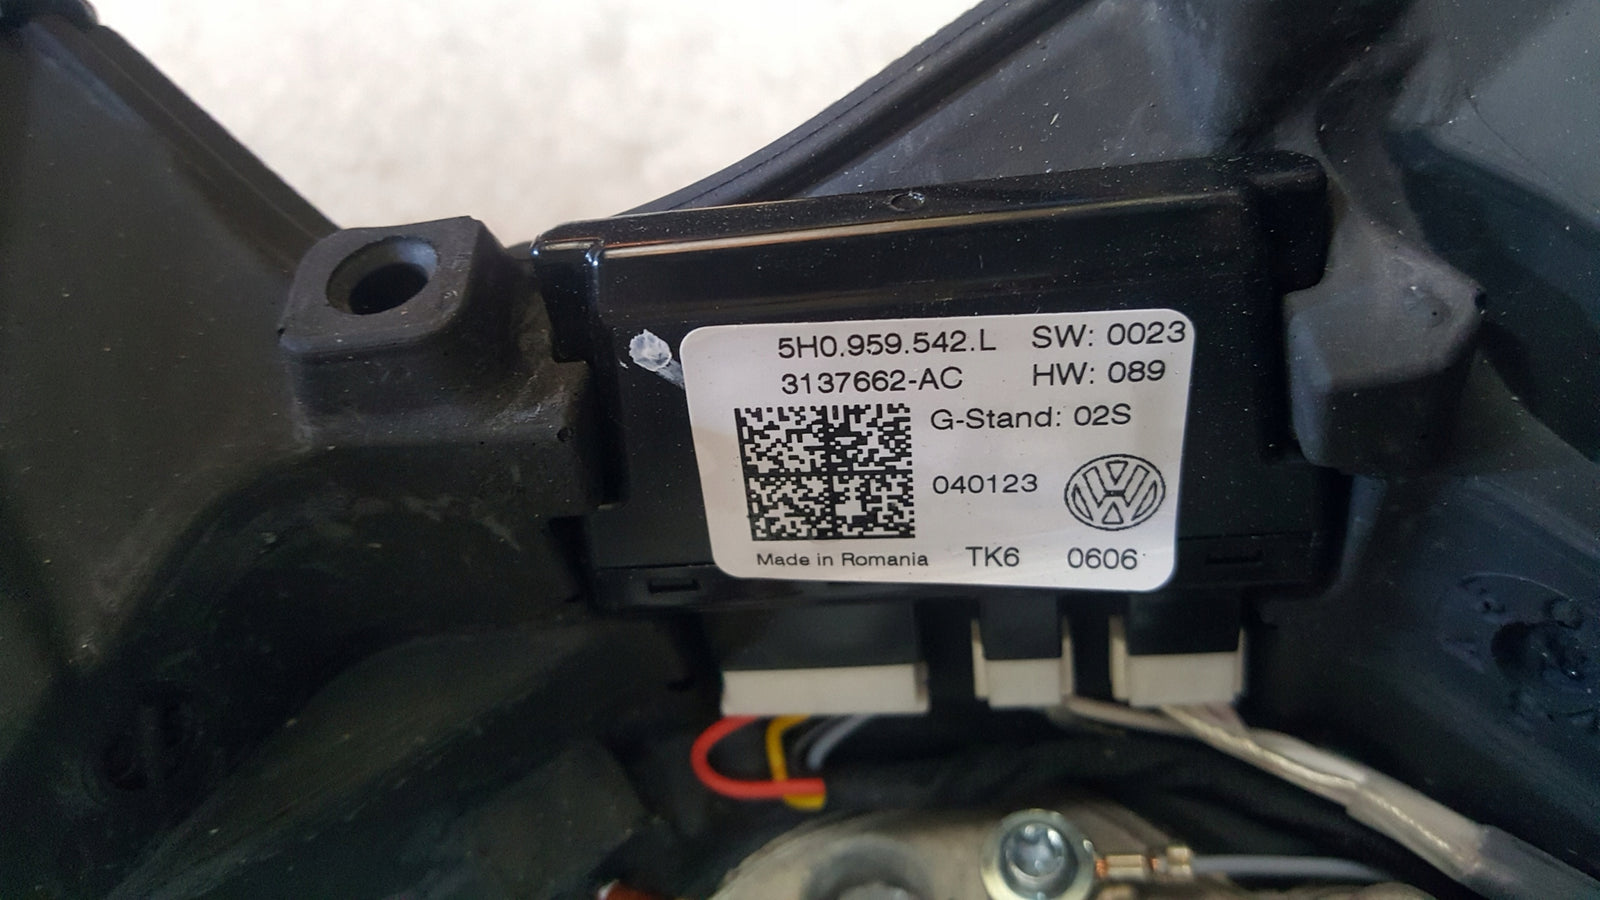 5H0.959.542.L SW: 0023
3137662-AC HW: 089
G-Stand: 02S
040123
Made in Romania TK6 0606